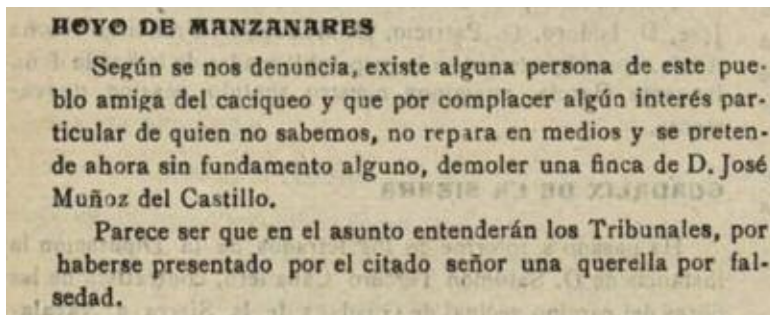 HOYO DE MANZANARES
Según se nos denuncia, existe alguna persona de este pue-
blo amiga del caciqueo y que por complacer algún interés par-
ticular de quien no sabemos, no repara en medios y se preten-
de ahora sin fundamento alguno, demoler una finca de D. José
Muñoz del Castillo.
Parece ser que en el asunto entenderán los Tribunales, por
haberse presentado por el citado señor una querella por fal-
sedad.